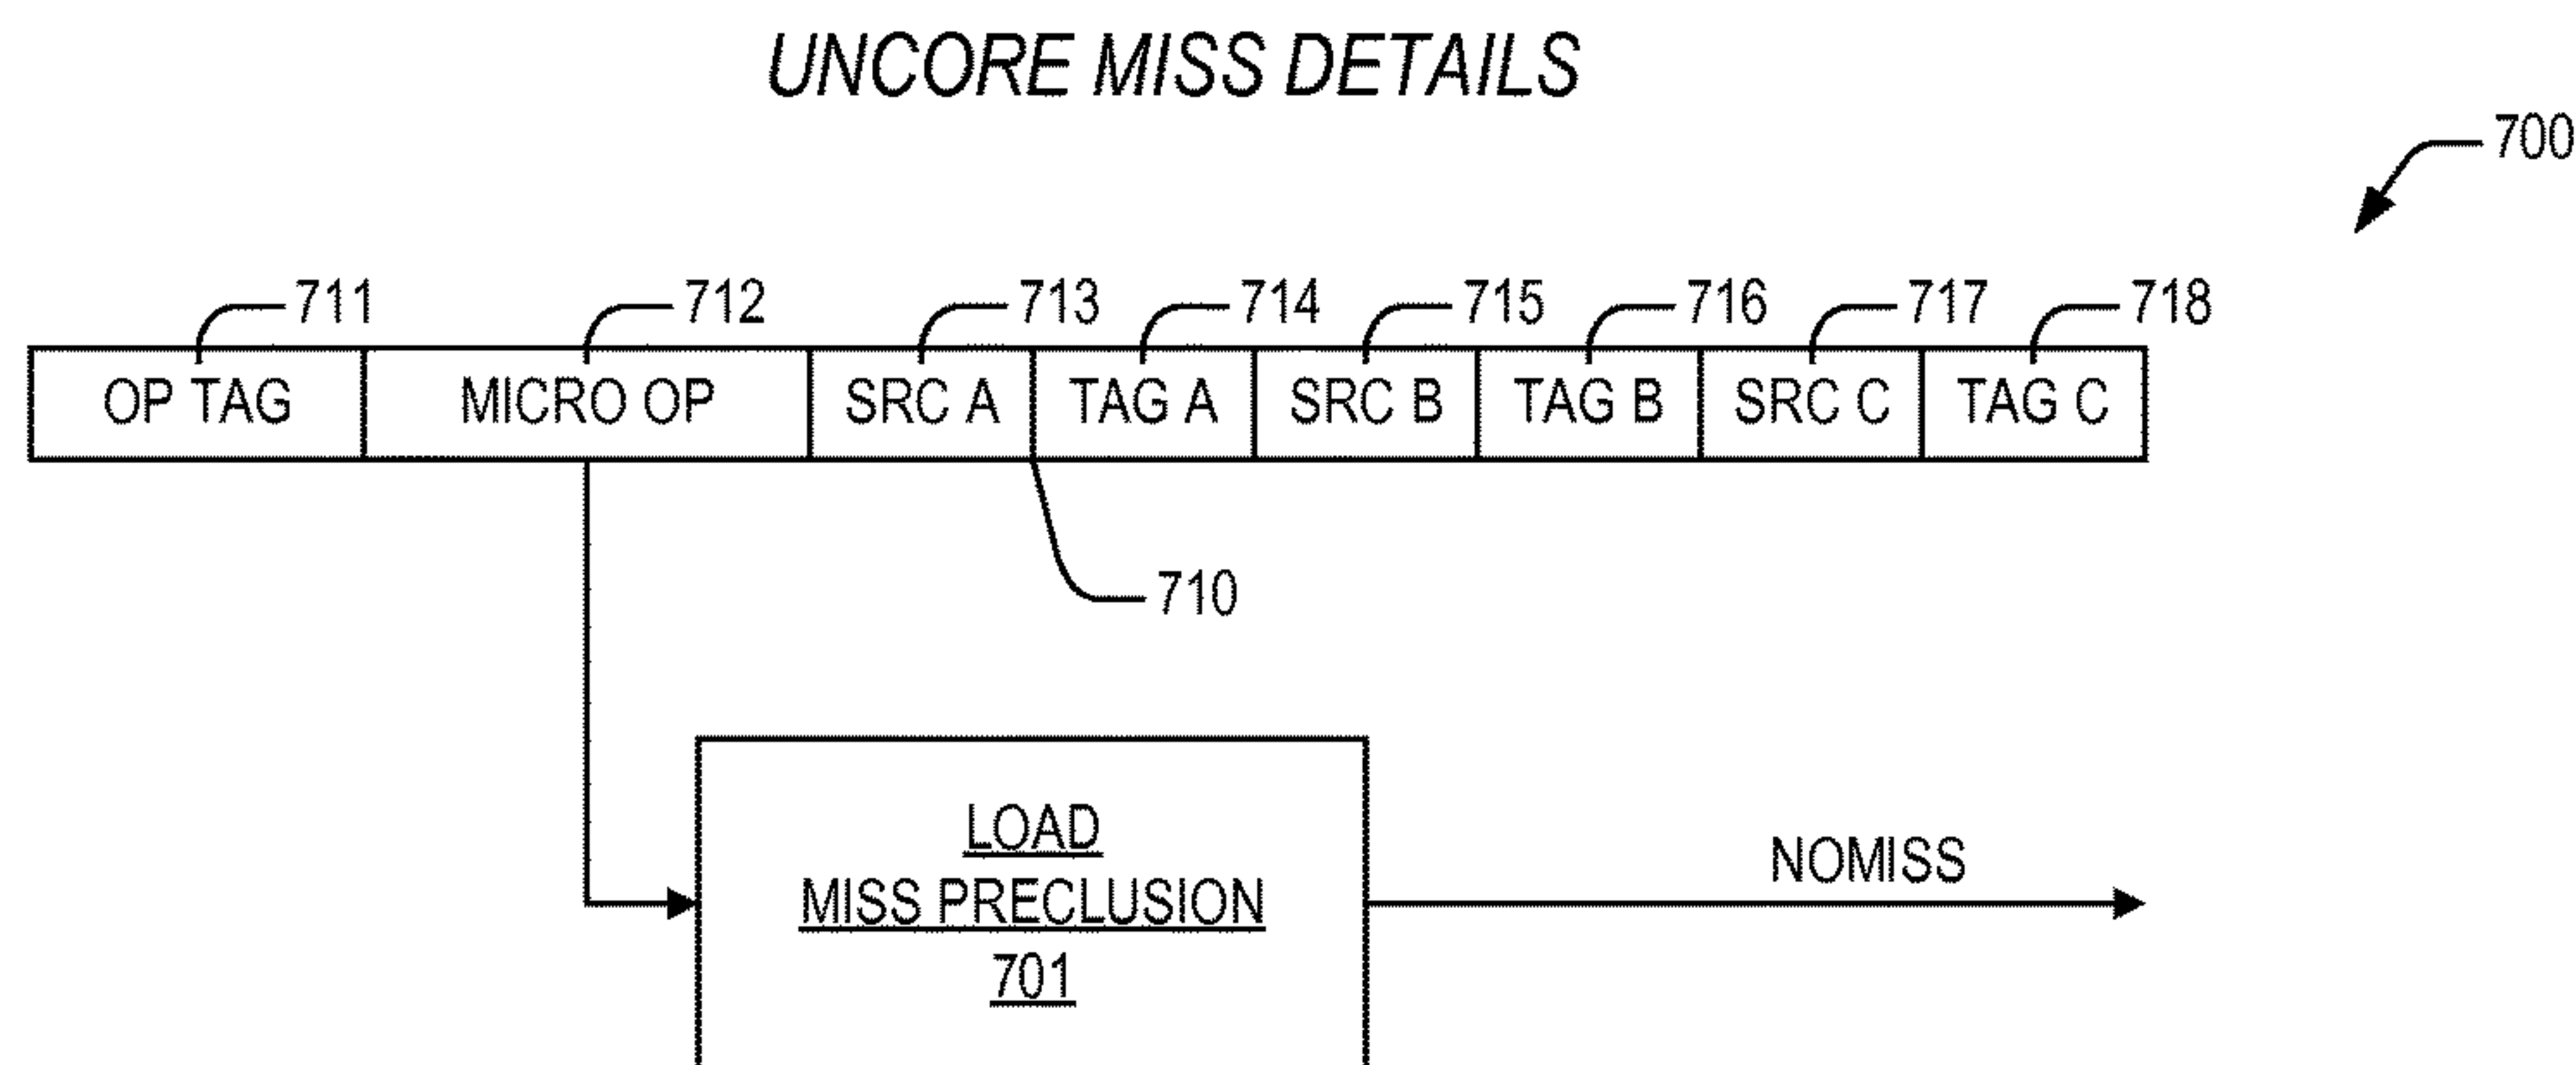 UNCORE MISS DETAILS
700
711 712 713 714 715 716 717 718
OP TAG MICRO OP SRC A TAG A SRC B TAG B SRC C TAG C
710
LOAD
MISS PRECLUSION
701
NOMISS